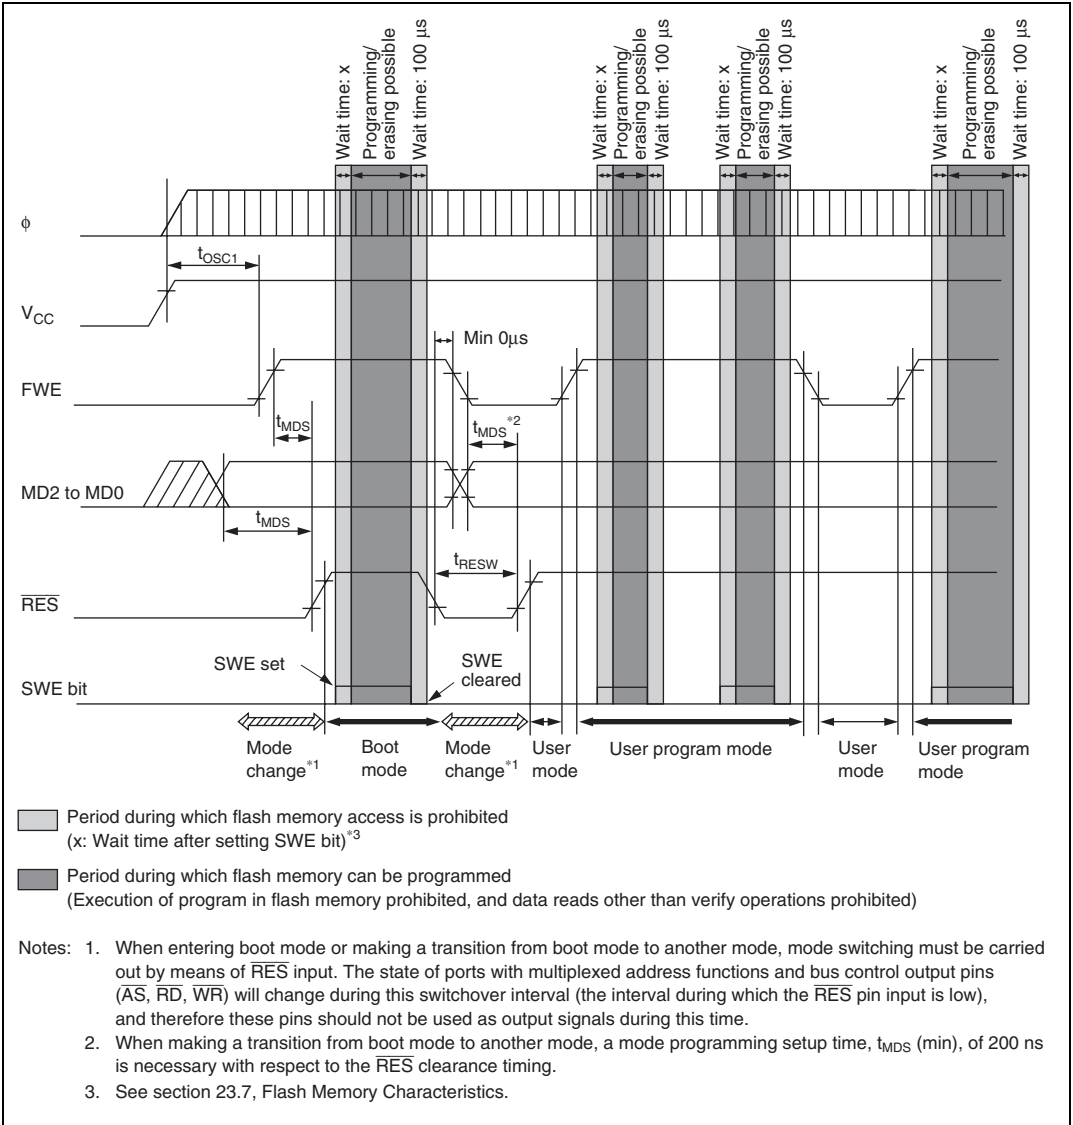 Wait time: x
Programming/
erasing possible
Wait time: 100 µs
Wait time: x
Programming/
erasing possible
Wait time: 100 µs
Wait time: x
Programming/
erasing possible
Wait time: 100 µs
Wait time: x
Programming/
erasing possible
Wait time: 100 µs
ϕ
tOSC1
VCC
Min 0µs
FWE
tMDS
tMDS*2
MD2 to MD0
tMDS
tRESW
RES
SWE set
SWE
cleared
SWE bit
Mode
change*1
Boot
mode
Mode
change*1
User
mode
User program mode
User
mode
User program
mode
Period during which flash memory access is prohibited
(x: Wait time after setting SWE bit)*3
Period during which flash memory can be programmed
(Execution of program in flash memory prohibited, and data reads other than verify operations prohibited)
Notes: 1. When entering boot mode or making a transition from boot mode to another mode, mode switching must be carried
out by means of RES input. The state of ports with multiplexed address functions and bus control output pins
(AS, RD, WR) will change during this switchover interval (the interval during which the RES pin input is low),
and therefore these pins should not be used as output signals during this time.
2. When making a transition from boot mode to another mode, a mode programming setup time, tMDS (min), of 200 ns
is necessary with respect to the RES clearance timing.
3. See section 23.7, Flash Memory Characteristics.